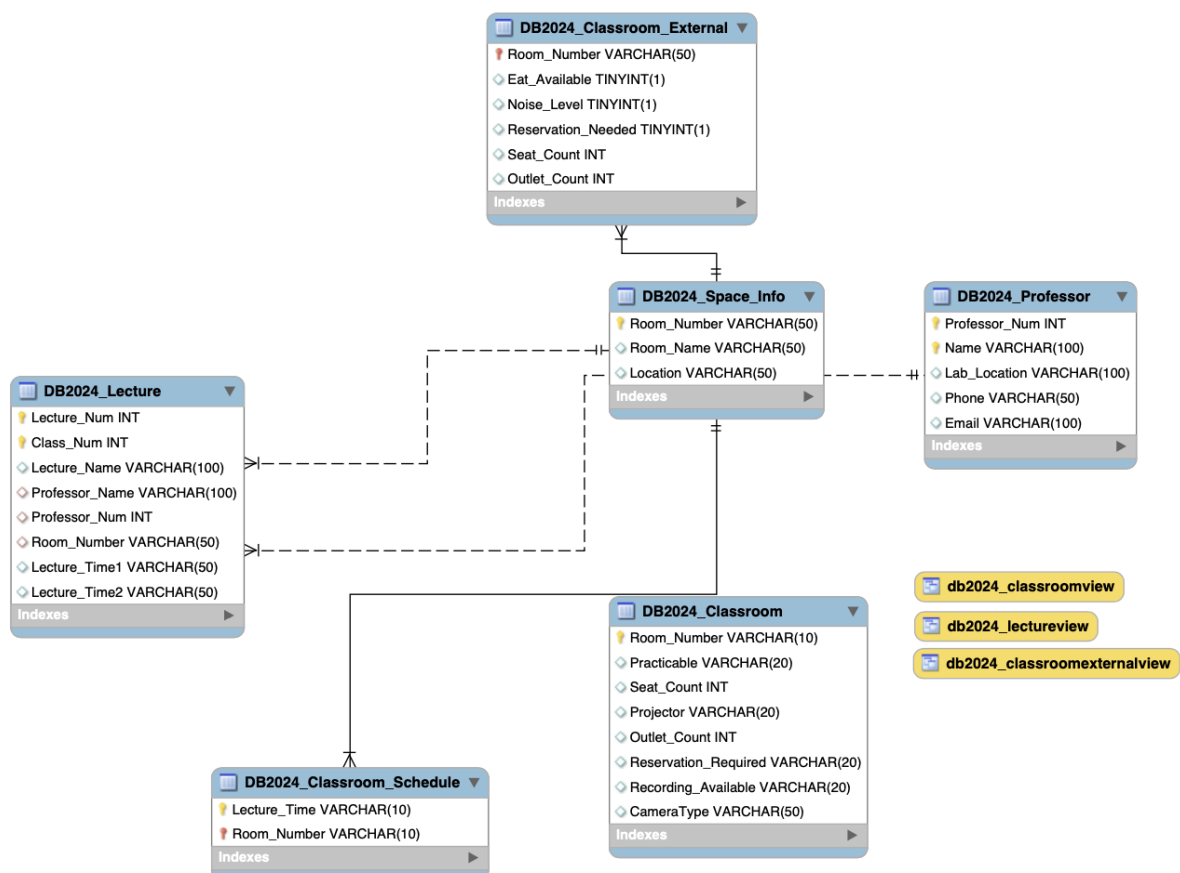 DB2024_Classroom_External
Room_Number VARCHAR(50)
Eat_Available TINYINT(1)
Noise_Level TINYINT(1)
Reservation_Needed TINYINT(1)
Seat_Count INT
Outlet_Count INT
Indexes
DB2024_Space_Info
Room_Number VARCHAR(50)
Room_Name VARCHAR(50)
Location VARCHAR(50)
Indexes
DB2024_Professor
Professor_Num INT
Name VARCHAR(100)
Lab_Location VARCHAR(100)
Phone VARCHAR(50)
Email VARCHAR(100)
Indexes
DB2024_Lecture
Lecture_Num INT
Class_Num INT
Lecture_Name VARCHAR(100)
Professor_Name VARCHAR(100)
Professor_Num INT
Room_Number VARCHAR(50)
Lecture_Time1 VARCHAR(50)
Lecture_Time2 VARCHAR(50)
Indexes
db2024_classroomview
db2024_lectureview
db2024_classroomexternalview
DB2024_Classroom
Room_Number VARCHAR(10)
Practicable VARCHAR(20)
Seat_Count INT
Projector VARCHAR(20)
Outlet_Count INT
Reservation_Required VARCHAR(20)
Recording_Available VARCHAR(20)
CameraType VARCHAR(50)
Indexes
DB2024_Classroom_Schedule
Lecture_Time VARCHAR(10)
Room_Number VARCHAR(10)
Indexes